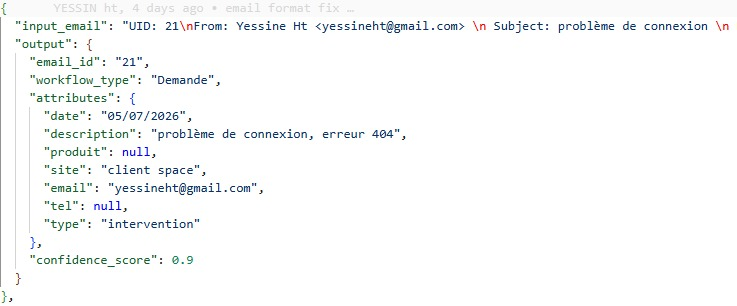 {
YESSIN ht, 4 days ago • email format fix …
"input_email": "UID: 21\nFrom: Yessine Ht <yessineht@gmail.com> \n Subject: problème de connexion \n
"output": {
"email_id": "21",
"workflow_type": "Demande",
"attributes": {
"date": "05/07/2026",
"description": "problème de connexion, erreur 404",
"produit": null,
"site": "client space",
"email": "yessineht@gmail.com",
"tel": null,
"type": "intervention"
},
"confidence_score": 0.9
}
},